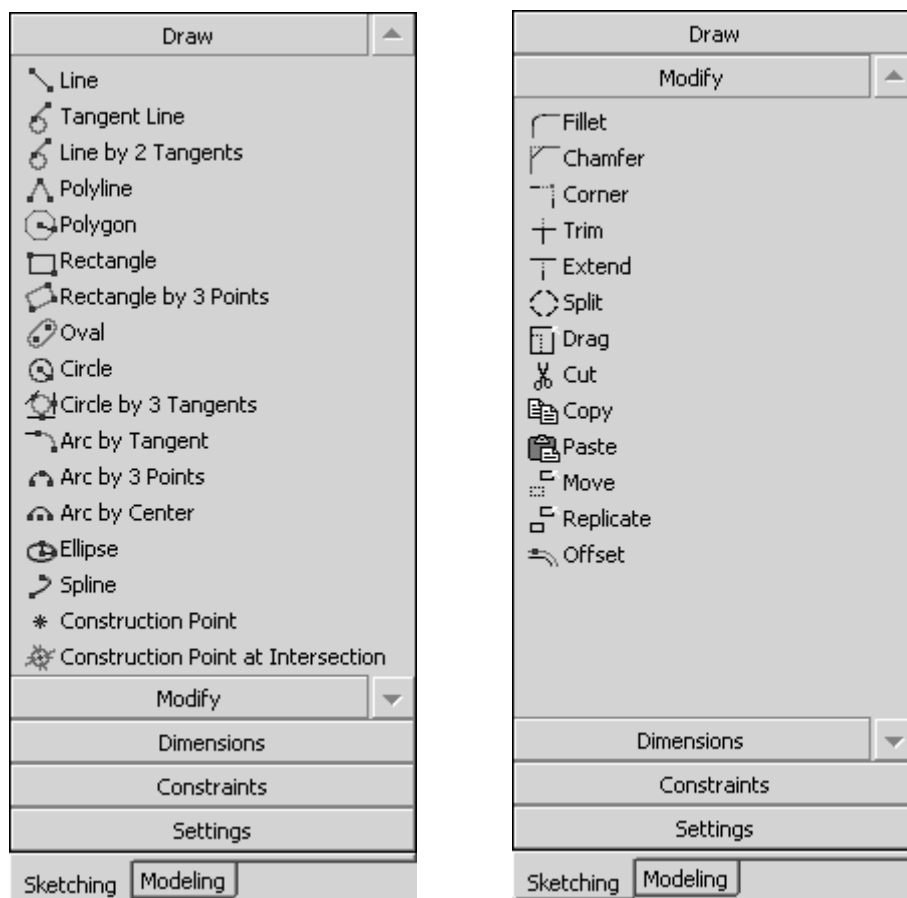 Draw
Line
Tangent Line
Line by 2 Tangents
Polyline
Polygon
Rectangle
Rectangle by 3 Points
Oval
Circle
Circle by 3 Tangents
Arc by Tangent
Arc by 3 Points
Arc by Center
Ellipse
Spline
Construction Point
Construction Point at Intersection
Modify
Dimensions
Constraints
Settings
Sketching Modeling
Draw
Modify
Fillet
Chamfer
Corner
Trim
Extend
Split
Drag
Cut
Copy
Paste
Move
Replicate
Offset
Dimensions
Constraints
Settings
Sketching Modeling